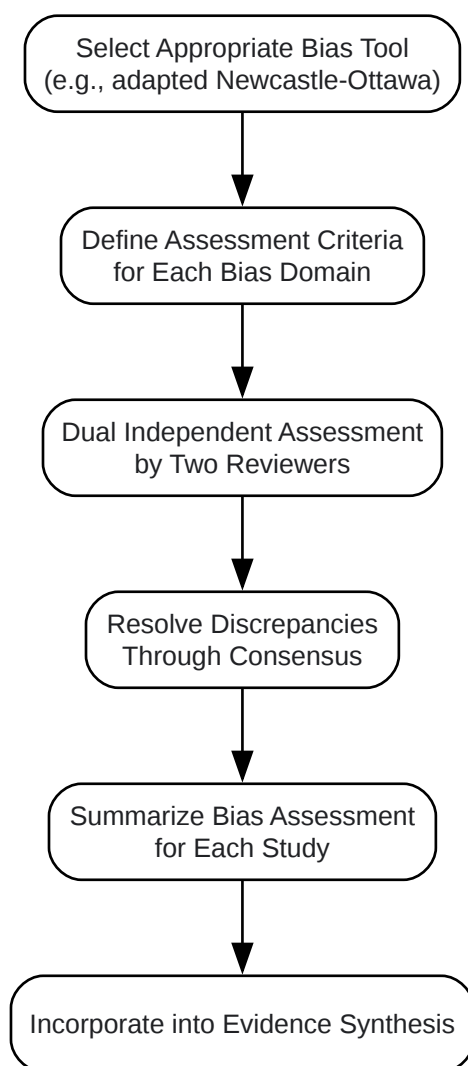 Select Appropriate Bias Tool
(e.g., adapted Newcastle-Ottawa)
Define Assessment Criteria
for Each Bias Domain
Dual Independent Assessment
by Two Reviewers
Resolve Discrepancies
Through Consensus
Summarize Bias Assessment
for Each Study
Incorporate into Evidence Synthesis